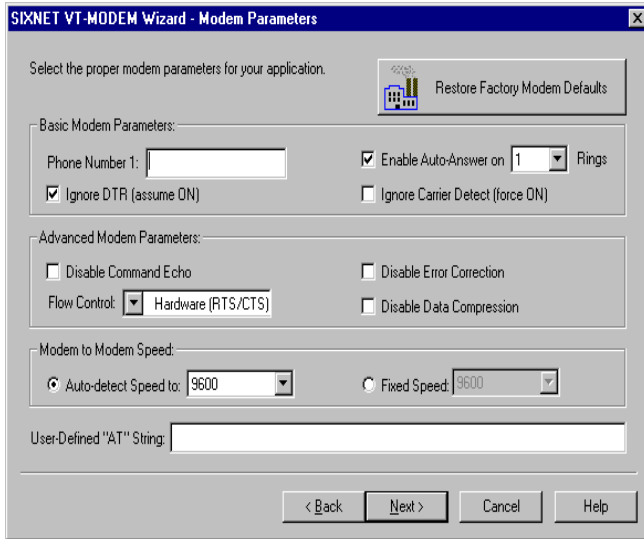 SIXNET VT-MODEM Wizard - Modem Parameters
Select the proper modem parameters for your application.
Restore Factory Modem Defaults
Basic Modem Parameters:
Phone Number 1:
Enable Auto-Answer on 1 Rings
Ignore DTR (assume ON)
Ignore Carrier Detect (force ON)
Advanced Modem Parameters:
Disable Command Echo
Disable Error Correction
Flow Control: Hardware (RTS/CTS)
Disable Data Compression
Modem to Modem Speed:
Auto-detect Speed to: 9600
Fixed Speed: 9600
User-Defined "AT" String:
< Back
Next >
Cancel
Help